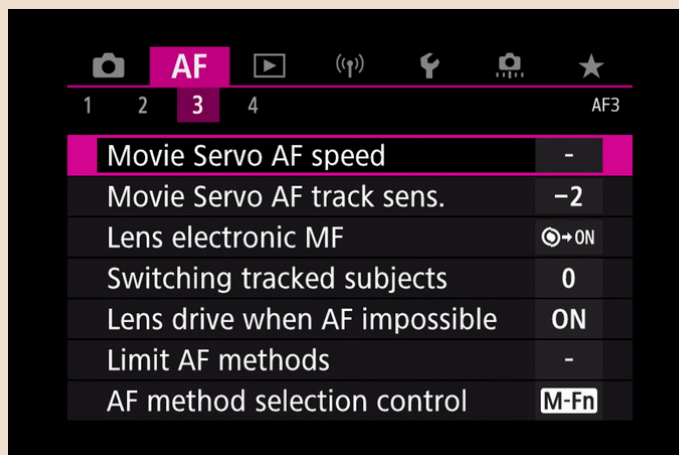 AF
1 2 3 4 AF3
Movie Servo AF speed -
Movie Servo AF track sens. -2
Lens electronic MF ON
Switching tracked subjects 0
Lens drive when AF impossible ON
Limit AF methods -
AF method selection control M-Fn